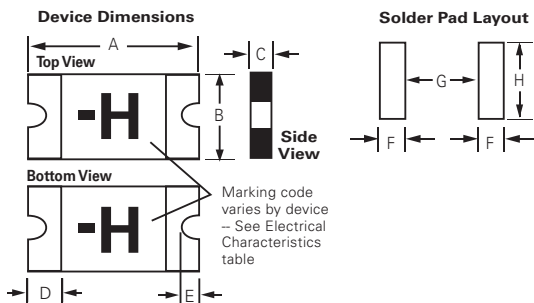 Device Dimensions
A
Top View
-H
B
C
Side
View
Bottom View
-H
D
E
Marking code
varies by device
-- See Electrical
Characteristics
table
Solder Pad Layout
G
H
F
F